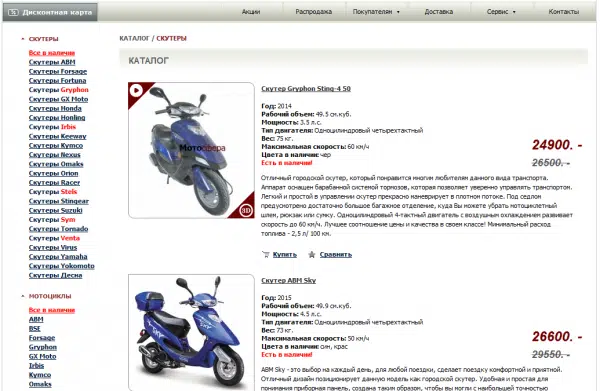 Дисконтная карта
Акции
Распродажа
Покупателям
Доставка
Сервис
Контакты
СКУТЕРЫ
Все в наличии
Скутеры ABM
Скутеры Forsage
Скутеры Fortuna
Скутеры Gryphon
Скутеры GX Moto
Скутеры Honda
Скутеры Honling
Скутеры Irbis
Скутеры Keeway
Скутеры Kymco
Скутеры Nexus
Скутеры Omaks
Скутеры Orion
Скутеры Racer
Скутеры Stels
Скутеры Stingear
Скутеры Suzuki
Скутеры Sym
Скутеры Tornado
Скутеры Venta
Скутеры Virus
Скутеры Yamaha
Скутеры Yokomoto
Скутеры Десна
МОТОЦИКЛЫ
Все в наличии
ABM
BSE
Forsage
Gryphon
GX Moto
Irbis
Kymco
Omaks
КАТАЛОГ / СКУТЕРЫ
КАТАЛОГ
Мотосфера
3D
Скутер Gryphon Sting-4 50
Год: 2014
Рабочий объем: 49.5 см.куб.
Мощность: 3.5 л.с.
Тип двигателя: Одноцилиндровый четырехтактный
Вес: 75 кг.
Максимальная скорость: 60 км/ч
Цвета в наличии: чер
Есть в наличии!
24900. -
26500. -
Отличный городской скутер, который понравится многим любителям данного вида транспорта.
Аппарат оснащен барабанной системой тормозов, которая позволяет уверенно управлять транспортом.
Легкий и простой в управлении скутер прекрасно маневрирует в плотном потоке. Под седлом
предусмотрено достаточно большое багажное отделение, куда Вы можете убрать мотоциклетный
шлем, рюкзак или сумку. Одноцилиндровый 4-тактный двигатель с воздушным охлаждением развивает
скорость до 60 км/ч. Лучшее соотношение цены и качества в своем классе! Минимальный расход
топлива - 2,5 л/ 100 км.
Купить
Сравнить
Скутер ABM Sky
Год: 2015
Рабочий объем: 49.9 см.куб.
Мощность: 4.5 л.с.
Тип двигателя: Одноцилиндровый четырехтактный
Вес: 73 кг.
Максимальная скорость: 50 км/ч
Цвета в наличии: син, крас
Есть в наличии!
26600. -
29550. -
ABM Sky - это выбор на каждый день, для любой поездки, сделает поездку комфортной и приятной.
Отличный дизайн позиционирует данную модель как городской скутер. Удобная и простая для
понимания приборная панель, создана таким образом, чтобы вы могли с наибольшей точностью